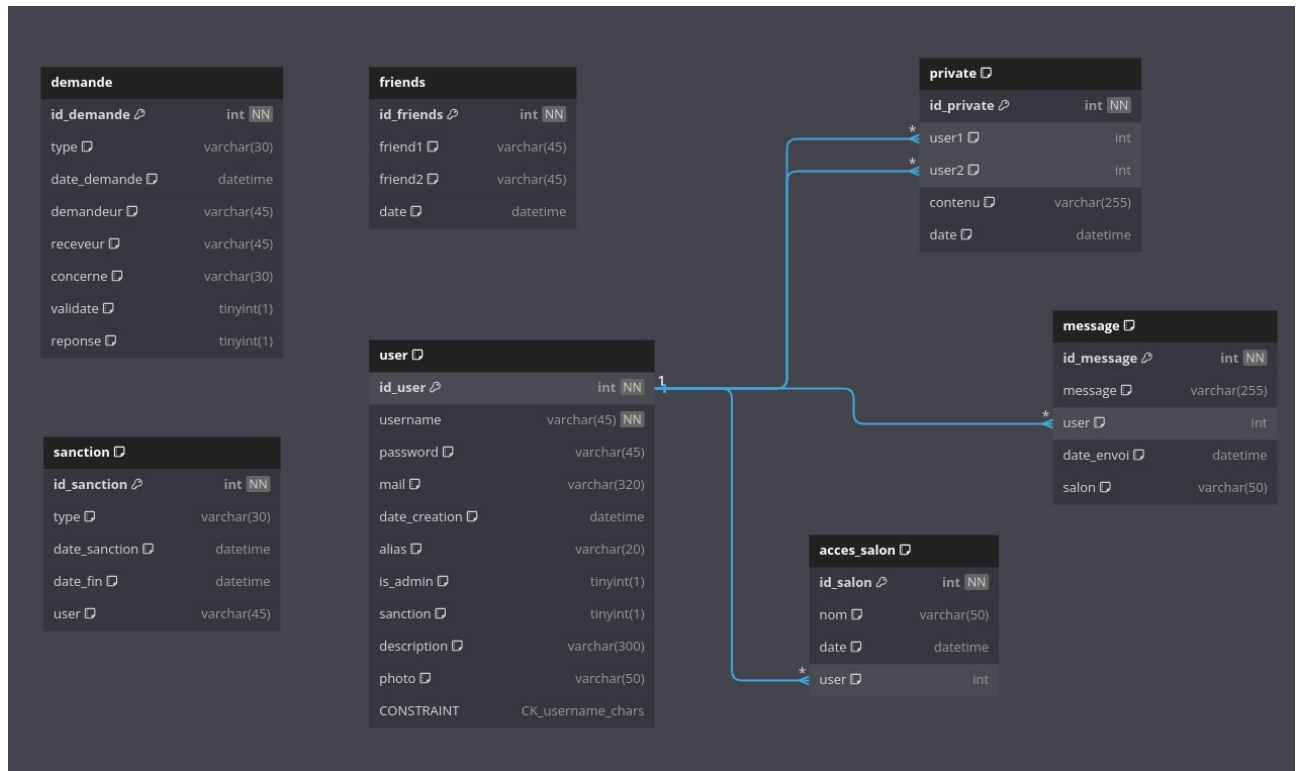 demande
id_demande int NN
type varchar(30)
date_demande datetime
demandeur varchar(45)
receveur varchar(45)
concerne varchar(30)
validate tinyint(1)
reponse tinyint(1)
friends
id_friends int NN
friend1 varchar(45)
friend2 varchar(45)
date datetime
private
id_private int NN
* user1 int
* user2 int
contenu varchar(255)
date datetime
user
id_user int NN 1
username varchar(45) NN
password varchar(45)
mail varchar(320)
date_creation datetime
alias varchar(20)
is_admin tinyint(1)
sanction tinyint(1)
description varchar(300)
photo varchar(50)
CONSTRAINT CK_username_chars
message
id_message int NN
message varchar(255)
* user int
date_envoi datetime
salon varchar(50)
sanction
id_sanction int NN
type varchar(30)
date_sanction datetime
date_fin datetime
user varchar(45)
acces_salon
id_salon int NN
nom varchar(50)
date datetime
* user int